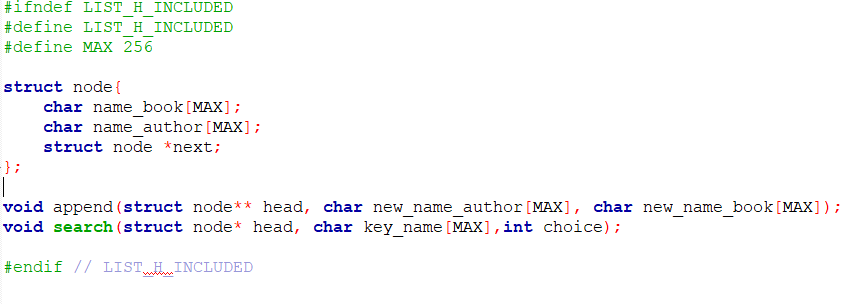 #ifndef LIST_H_INCLUDED
#define LIST_H_INCLUDED
#define MAX 256
struct node{
    char name_book[MAX];
    char name_author[MAX];
    struct node *next;
};
void append(struct node** head, char new_name_author[MAX], char new_name_book[MAX]);
void search(struct node* head, char key_name[MAX],int choice);
#endif // LIST_H_INCLUDED